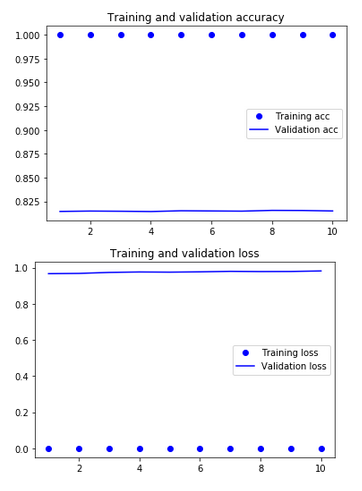 Training and validation accuracy
1.000
0.975
0.950
0.925
0.900
0.875
0.850
0.825
Training acc
Validation acc
2 4 6 8 10
Training and validation loss
1.0
0.8
0.6
0.4
0.2
0.0
Training loss
Validation loss
2 4 6 8 10